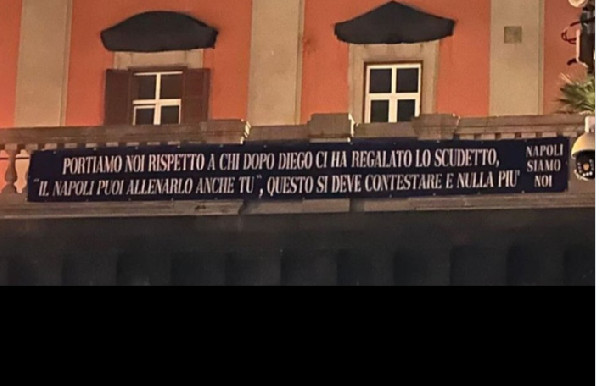 PORTIAMO NOI RISPETTO A CHI DOPO DIEGO CI HA REGALATO LO SCUDETTO,
"IL NAPOLI PUOI ALLENARLO ANCHE TU", QUESTO SI DEVE CONTESTARE E NULLA PIU'
NAPOLI
SIAMO
NOI